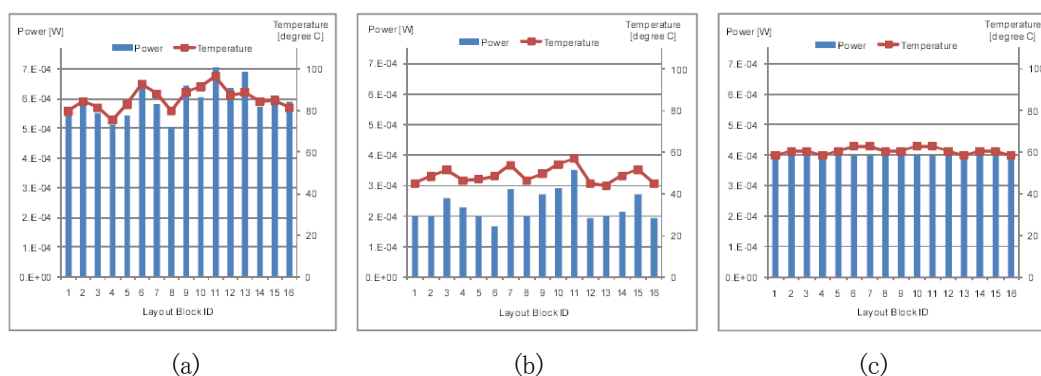 Power [W]
Temperature
[degree C]
Power
Temperature
7.E-04
6.E-04
5.E-04
4.E-04
3.E-04
2.E-04
1.E-04
0.E+00
100
80
60
40
20
0
1 2 3 4 5 6 7 8 9 10 11 12 13 14 15 16
Layout Block ID
(a)
Power [W]
Temperature
[degree C]
Power
Temperature
7.E-04
6.E-04
5.E-04
4.E-04
3.E-04
2.E-04
1.E-04
0.E+00
100
80
60
40
20
0
1 2 3 4 5 6 7 8 9 10 11 12 13 14 15 16
Layout Block ID
(b)
Power [W]
Temperature
[degree C]
Power
Temperature
7.E-04
6.E-04
5.E-04
4.E-04
3.E-04
2.E-04
1.E-04
0.E+00
100
80
60
40
20
0
1 2 3 4 5 6 7 8 9 10 11 12 13 14 15 16
Layout Block ID
(c)